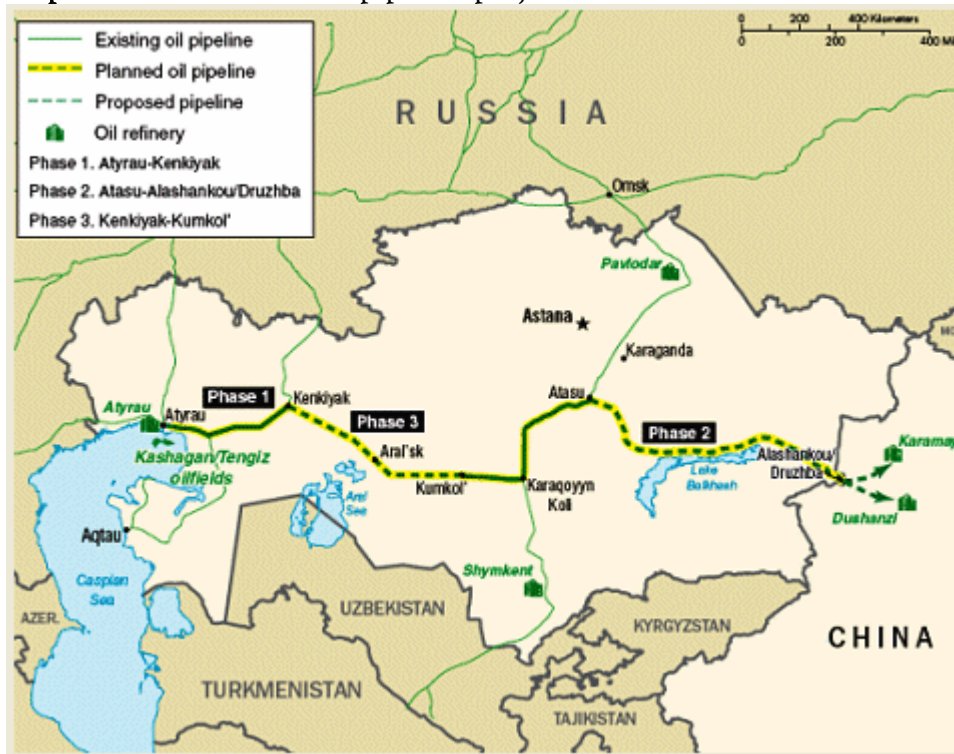 200
400 Kilometers
0
0
200
400 Mi
Existing oil pipeline
Planned oil pipeline
Proposed pipeline
Oil refinery
Phase 1. Atyrau-Kenkiyak
Phase 2. Atasu-Alashankou/Druzhba
Phase 3. Kenkiyak-Kumkol'
RUSSIA
Omsk
Pavlodar
Astana
Karaganda
Atasu
Phase 1
Kenkiyak
Atyrau
Atyrau
Phase 3
Phase 2
Kashagan/Tengiz
oilfields
Aral'sk
Kumkol'
Karaqoyyn
Koli
Lake
Balkhash
Alashankou/
Druzhba
Karamay
Dushanzi
Aral
Sea
Aqtau
Caspian
Sea
Shymkent
AZER.
UZBEKISTAN
KYRGYZSTAN
CHINA
TURKMENISTAN
TAJIKISTAN